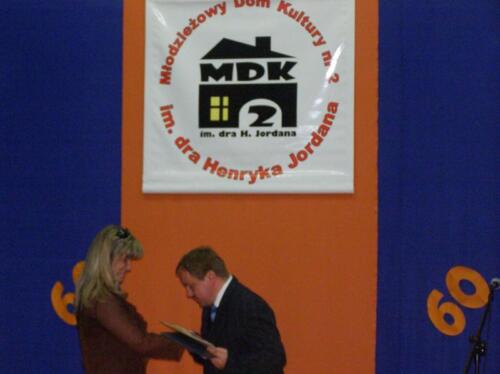 Młodzieżowy Dom Kultury nr 2
MDK
2
im. dra H. Jordana
im. dra Henryka Jordana
60
60